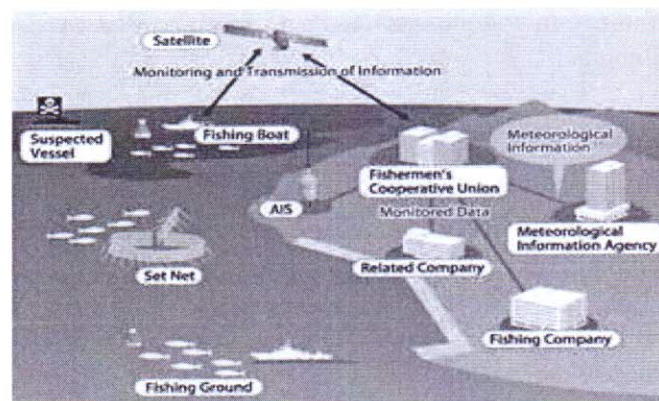 Satellite
Monitoring and Transmission of Information
Suspected
Vessel
Fishing Boat
Meteorological
Information
Fishermen's
Cooperative Union
AIS
Monitored Data
Meteorological
Information Agency
Set Net
Related Company
Fishing Company
Fishing Ground